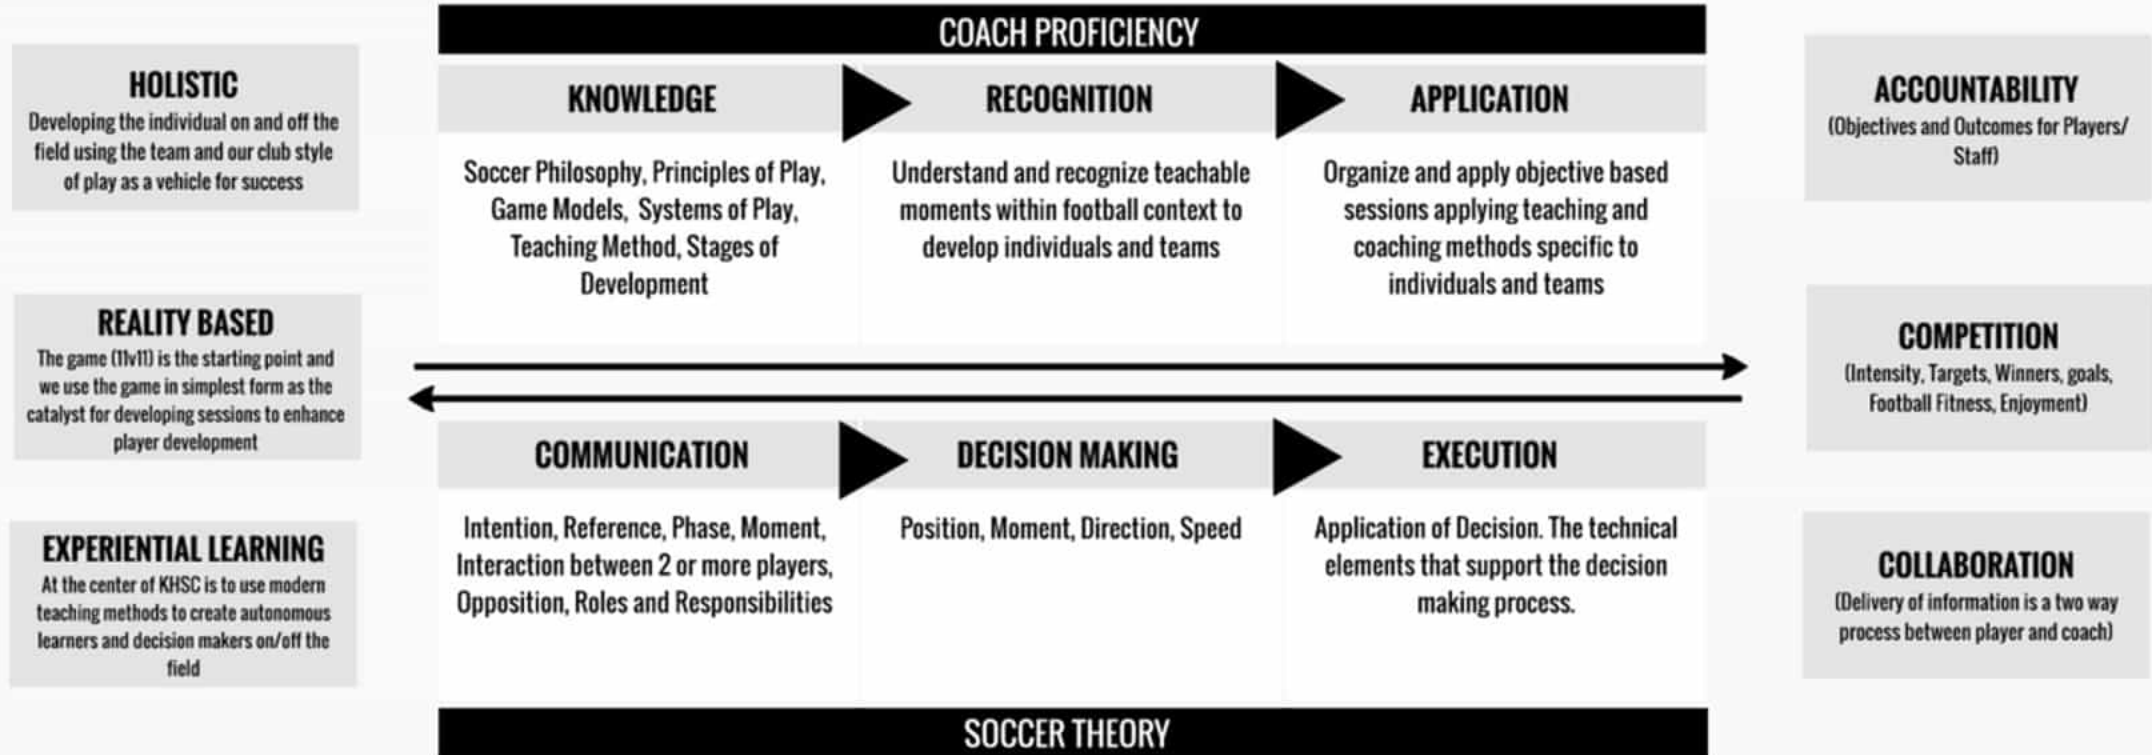 COACH PROFICIENCY
HOLISTIC
Developing the individual on and off the
field using the team and our club style
of play as a vehicle for success
REALITY BASED
The game (11v11) is the starting point and
we use the game in simplest form as the
catalyst for developing sessions to enhance
player development
EXPERIENTIAL LEARNING
At the center of KHSC is to use modern
teaching methods to create autonomous
learners and decision makers on/off the
field
KNOWLEDGE
Soccer Philosophy, Principles of Play,
Game Models, Systems of Play,
Teaching Method, Stages of
Development
RECOGNITION
Understand and recognize teachable
moments within football context to
develop individuals and teams
APPLICATION
Organize and apply objective based
sessions applying teaching and
coaching methods specific to
individuals and teams
COMMUNICATION
Intention, Reference, Phase, Moment,
Interaction between 2 or more players,
Opposition, Roles and Responsibilities
DECISION MAKING
Position, Moment, Direction, Speed
EXECUTION
Application of Decision. The technical
elements that support the decision
making process.
SOCCER THEORY
ACCOUNTABILITY
(Objectives and Outcomes for Players/
Staff)
COMPETITION
(Intensity, Targets, Winners, goals,
Football Fitness, Enjoyment)
COLLABORATION
(Delivery of information is a two way
process between player and coach)